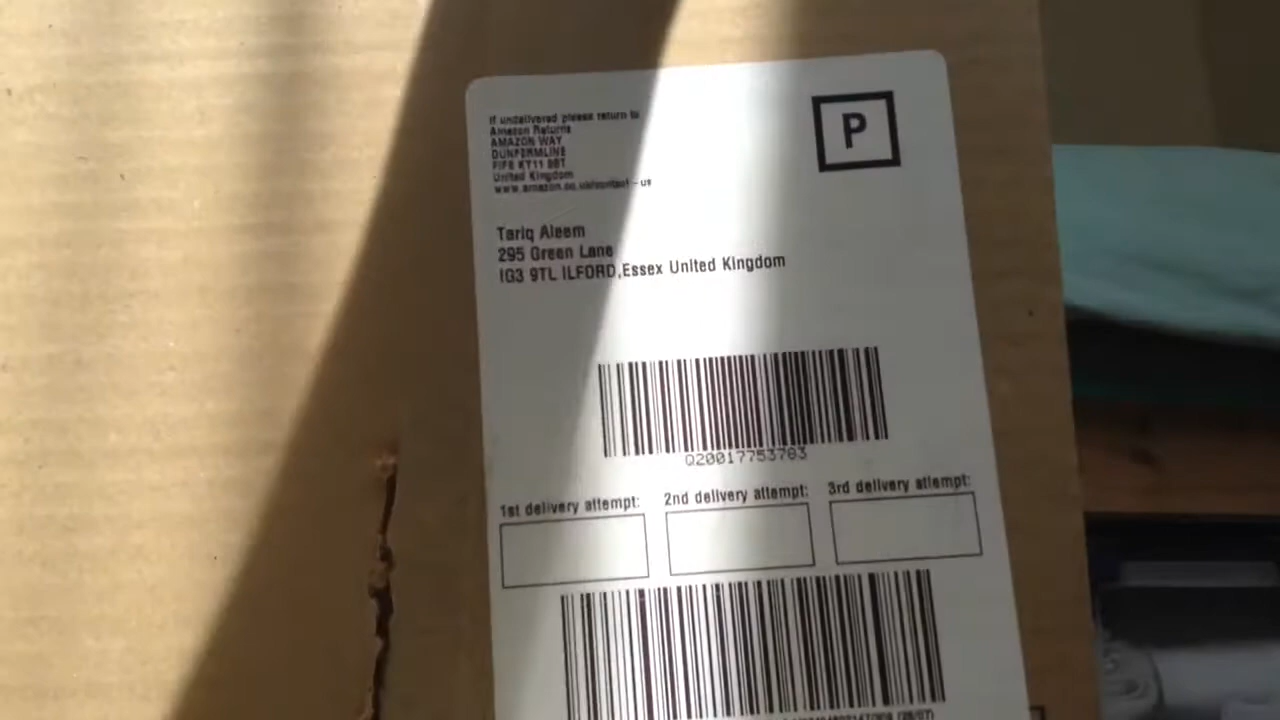 If undelivered please return to
Amazon Returns
AMAZON WAY
DUNFERMLINE
FIFE KY11
United Kingdom
www.amazon.co.uk/contact-us
P
Tariq Aleem
295 Green Lane
IG3 9TL ILFORD,Essex United Kingdom
Q20017753783
1st delivery attempt: 2nd delivery attempt: 3rd delivery attempt: